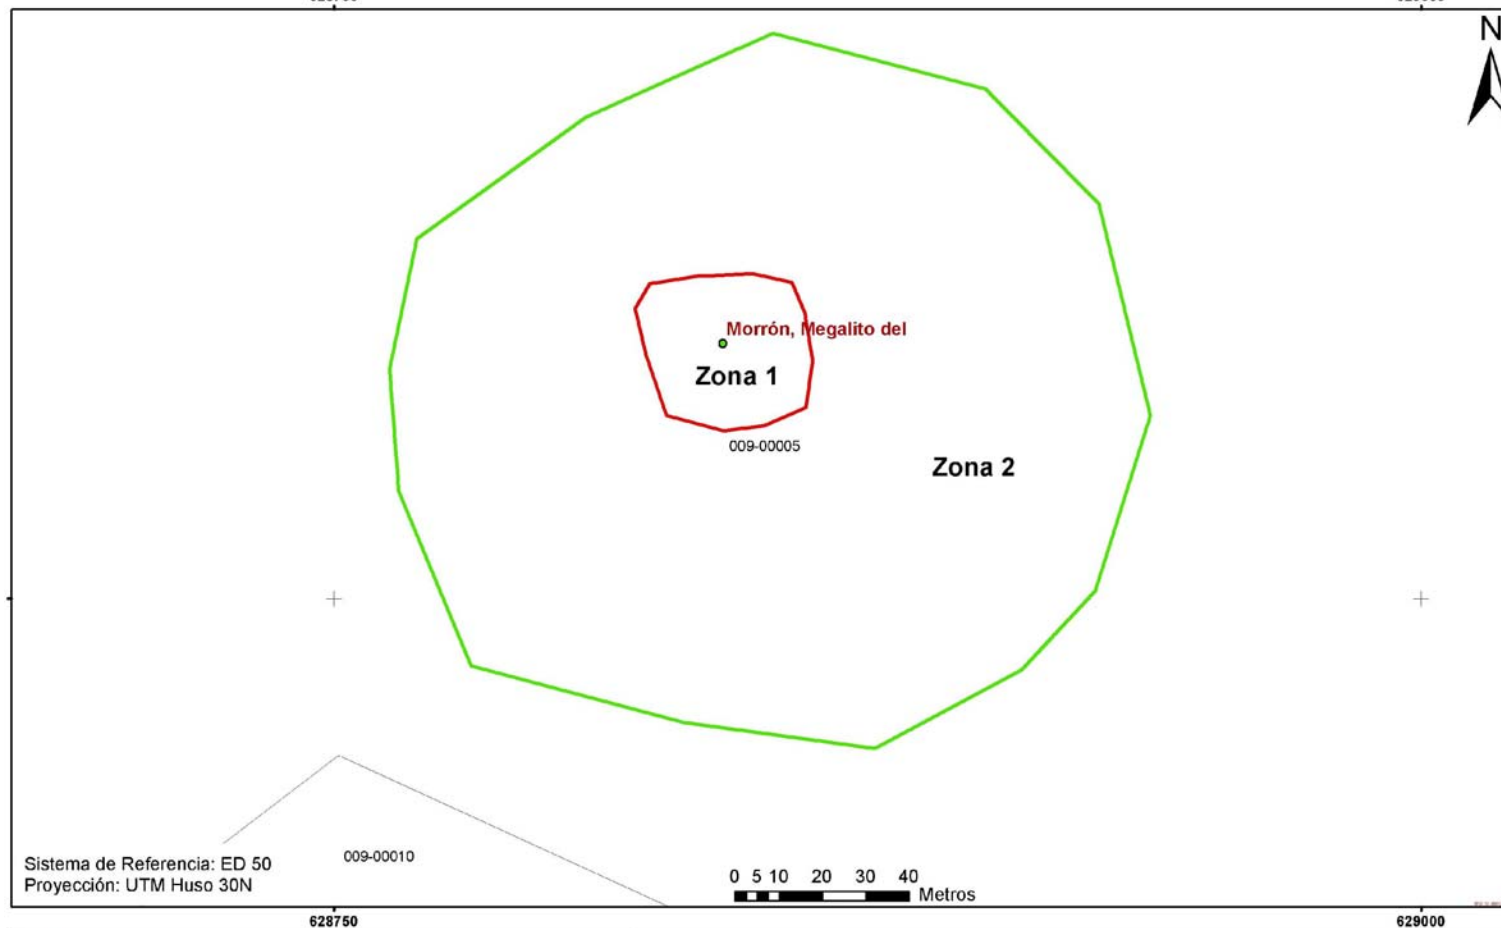 N
Morrón, Megalito del
Zona 1
009-00005
Zona 2
Sistema de Referencia: ED 50
Proyección: UTM Huso 30N
009-00010
0 5 10 20 30 40
Metros
628750
629000